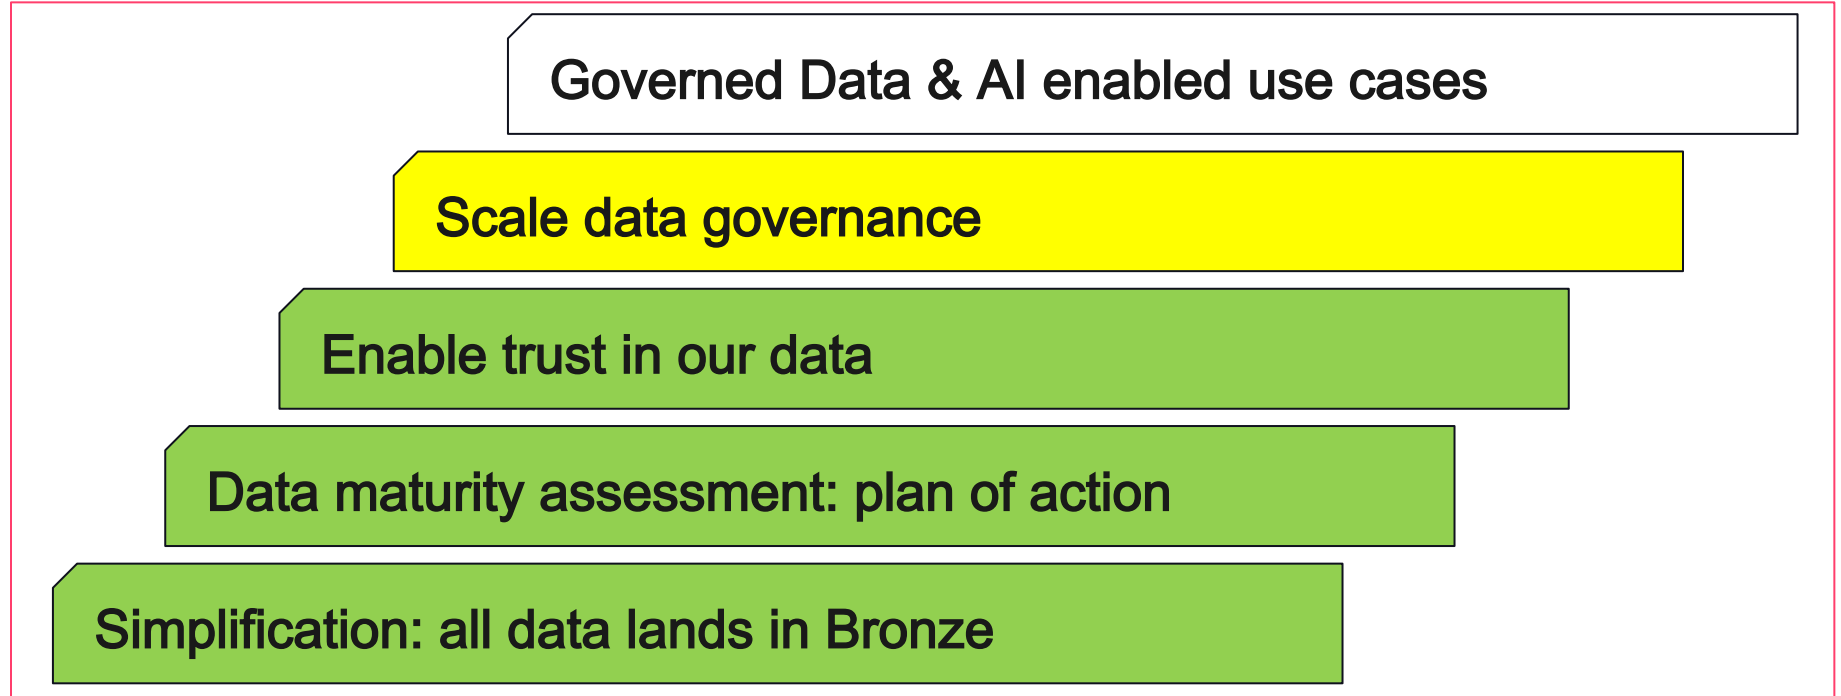 Governed Data & AI enabled use cases
Scale data governance
Enable trust in our data
Data maturity assessment: plan of action
Simplification: all data lands in Bronze